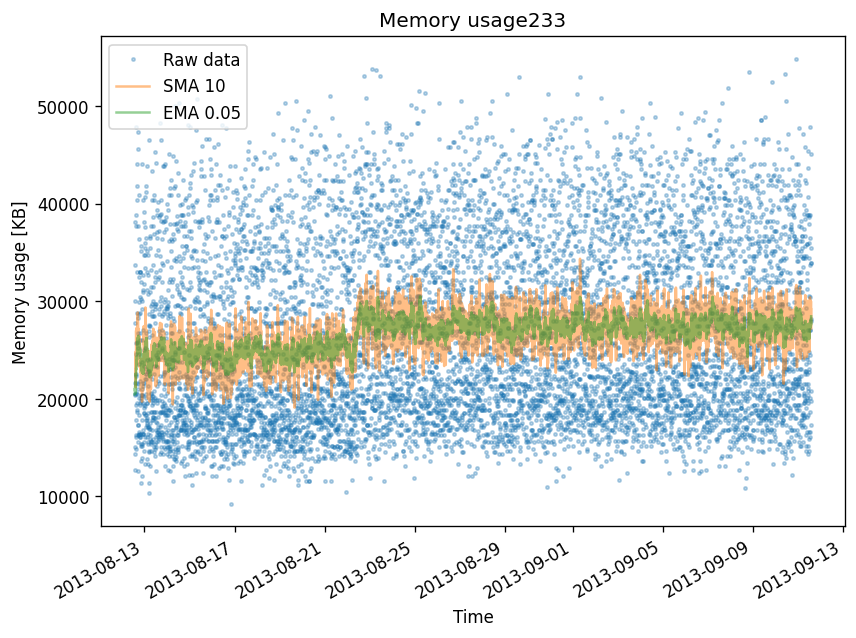 Memory usage233
Raw data
SMA 10
EMA 0.05
Memory usage [KB]
50000
40000
30000
20000
10000
2013-08-13
2013-08-17
2013-08-21
2013-08-25
2013-08-29
2013-09-01
2013-09-05
2013-09-09
2013-09-13
Time